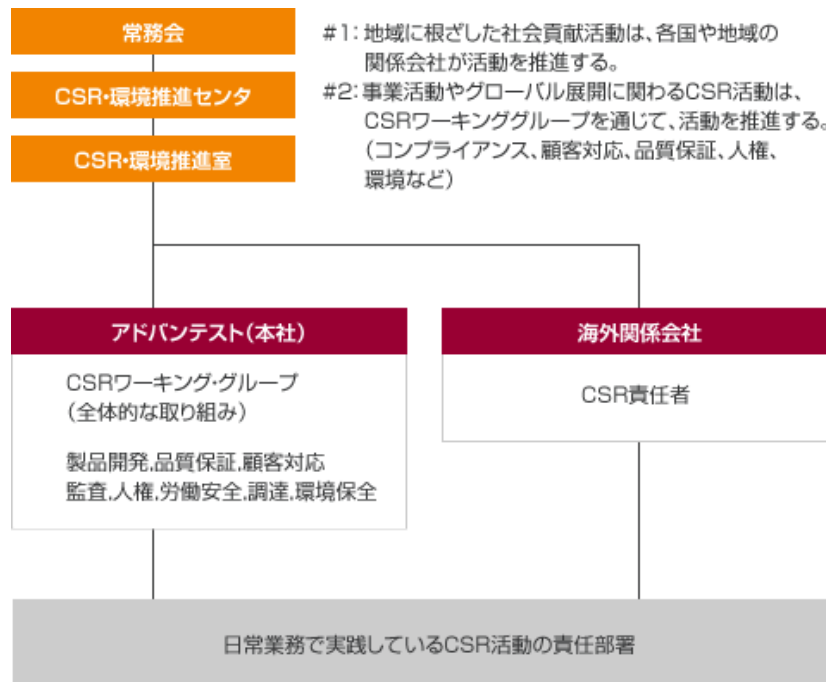 常務会
CSR・環境推進センタ
CSR・環境推進室
#1：地域に根ざした社会貢献活動は、各国や地域の
関係会社が活動を推進する。
#2：事業活動やグローバル展開に関わるCSR活動は、
CSRワーキンググループを通じて、活動を推進する。
（コンプライアンス、顧客対応、品質保証、人権、
環境など）
アドバンテスト（本社）
CSRワーキング・グループ
（全体的な取り組み）
製品開発,品質保証,顧客対応
監査,人権,労働安全,調達,環境保全
海外関係会社
CSR責任者
日常業務で実践しているCSR活動の責任部署